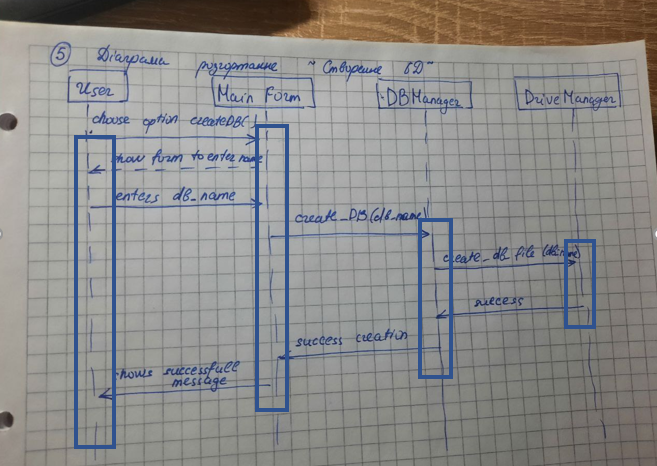 5 Діаграма розгортання "Створення БД"
User
Main Form
:DBManager
DriveManager
choose option createDB()
show form to enter name
enters db_name
create_DB(db_name)
create_db_file (db_name)
success
success creation
shows successfull
message